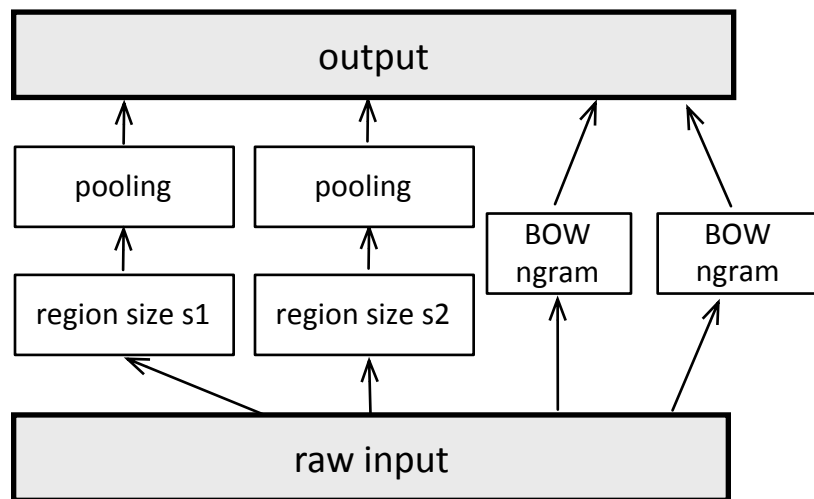 output
pooling
pooling
BOW
ngram
BOW
ngram
region size s1
region size s2
raw input